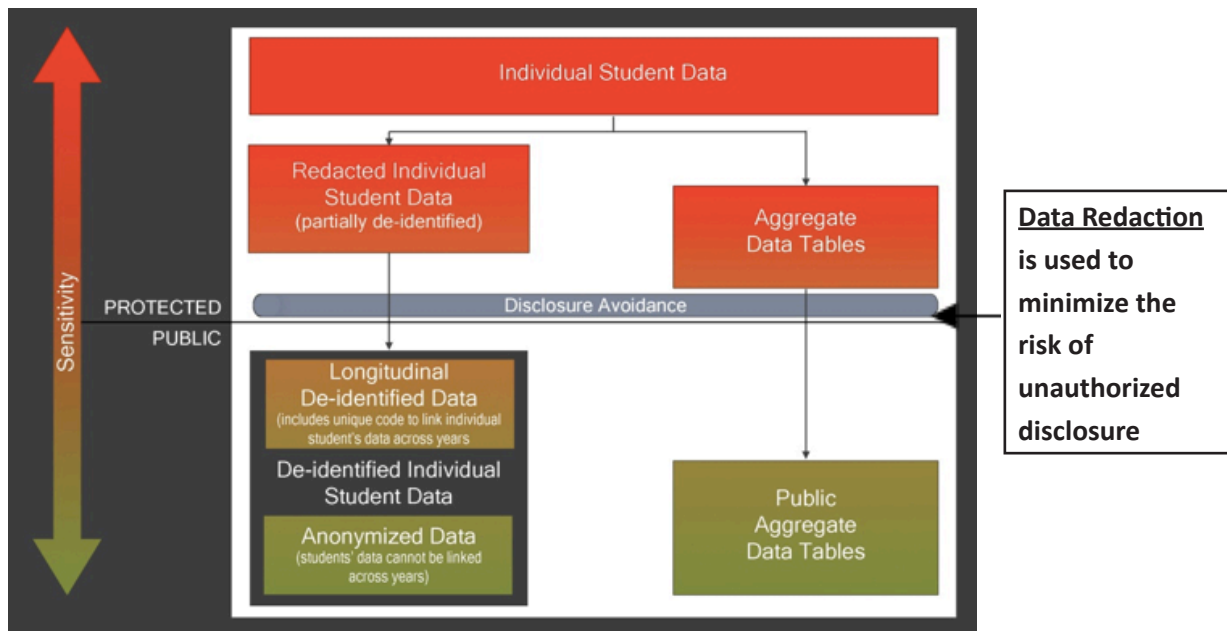 Individual Student Data
Redacted Individual
Student Data
(partially de-identified)
Aggregate
Data Tables
Data Redaction
is used to
minimize the
risk of
unauthorized
disclosure
Disclosure Avoidance
PROTECTED
PUBLIC
Sensitivity
Longitudinal
De-identified Data
(includes unique code to link individual
student's data across years
De-identified Individual
Student Data
Anonymized Data
(students' data cannot be linked
across years)
Public
Aggregate
Data Tables